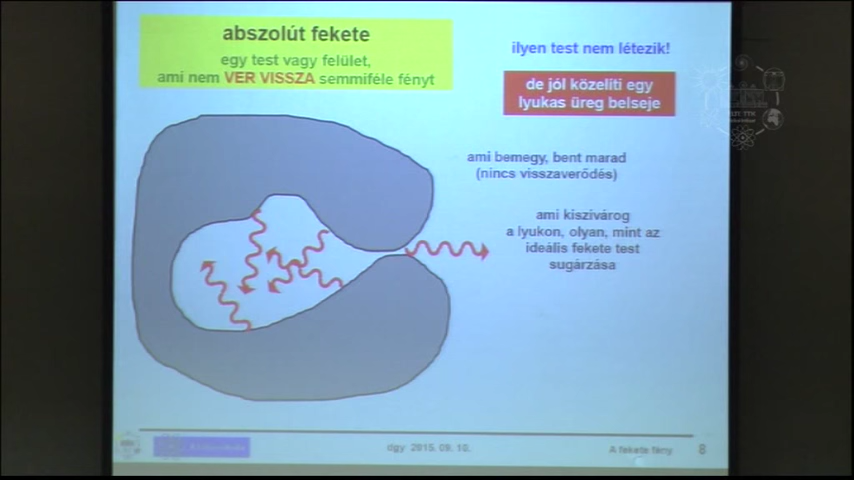 abszolút fekete
egy test vagy felület,
ami nem VER VISSZA semmiféle fényt
ilyen test nem létezik!
de jól közelíti egy
lyukas üreg belseje
ami bemegy, bent marad
(nincs visszaverődés)
ami kiszivárog
a lyukon, olyan, mint az
ideális fekete test
sugárzása
2015. 09. 10.
A fekete fény
8